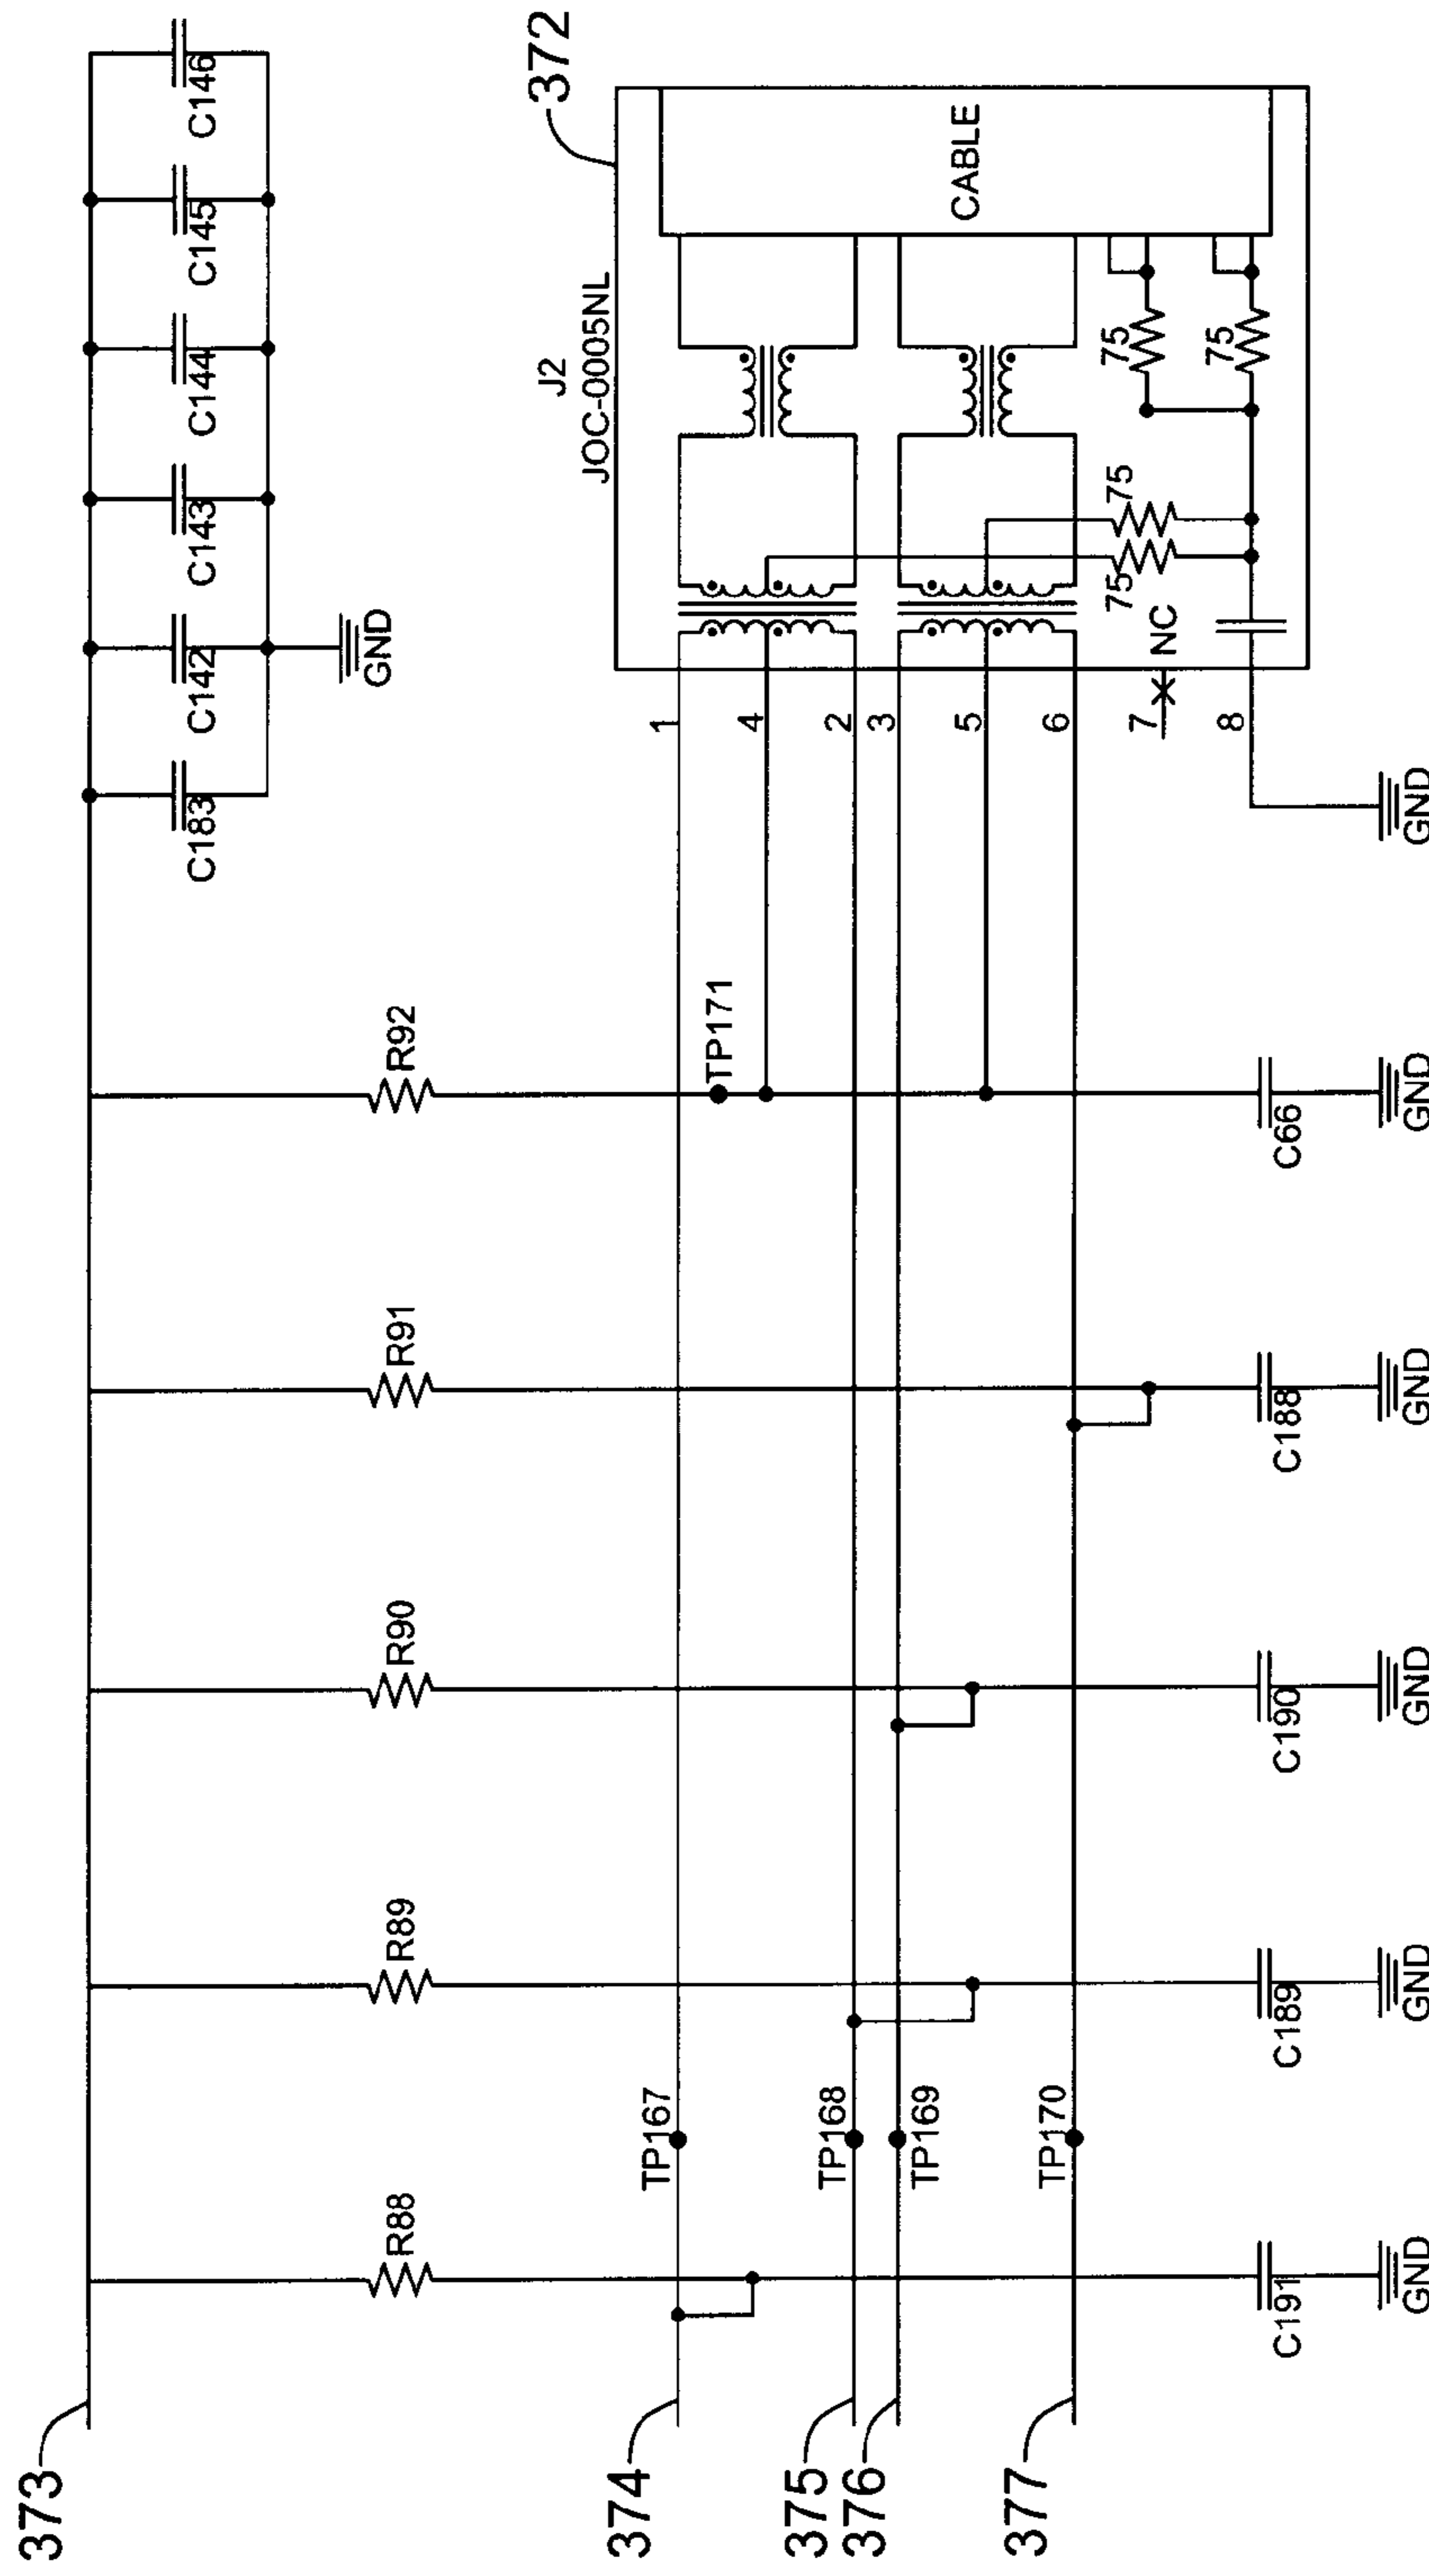 373
R88
R89
R90
R91
R92
C183
C142
C143
C144
C145
C146
GND
372
J2
JOC-0005NL
CABLE
374
TP167
TP171
1
4
375
TP168
2
376
TP169
3
5
377
TP170
6
7
NC
8
75
75
75
75
C191
C189
C190
C188
C66
GND
GND
GND
GND
GND
GND